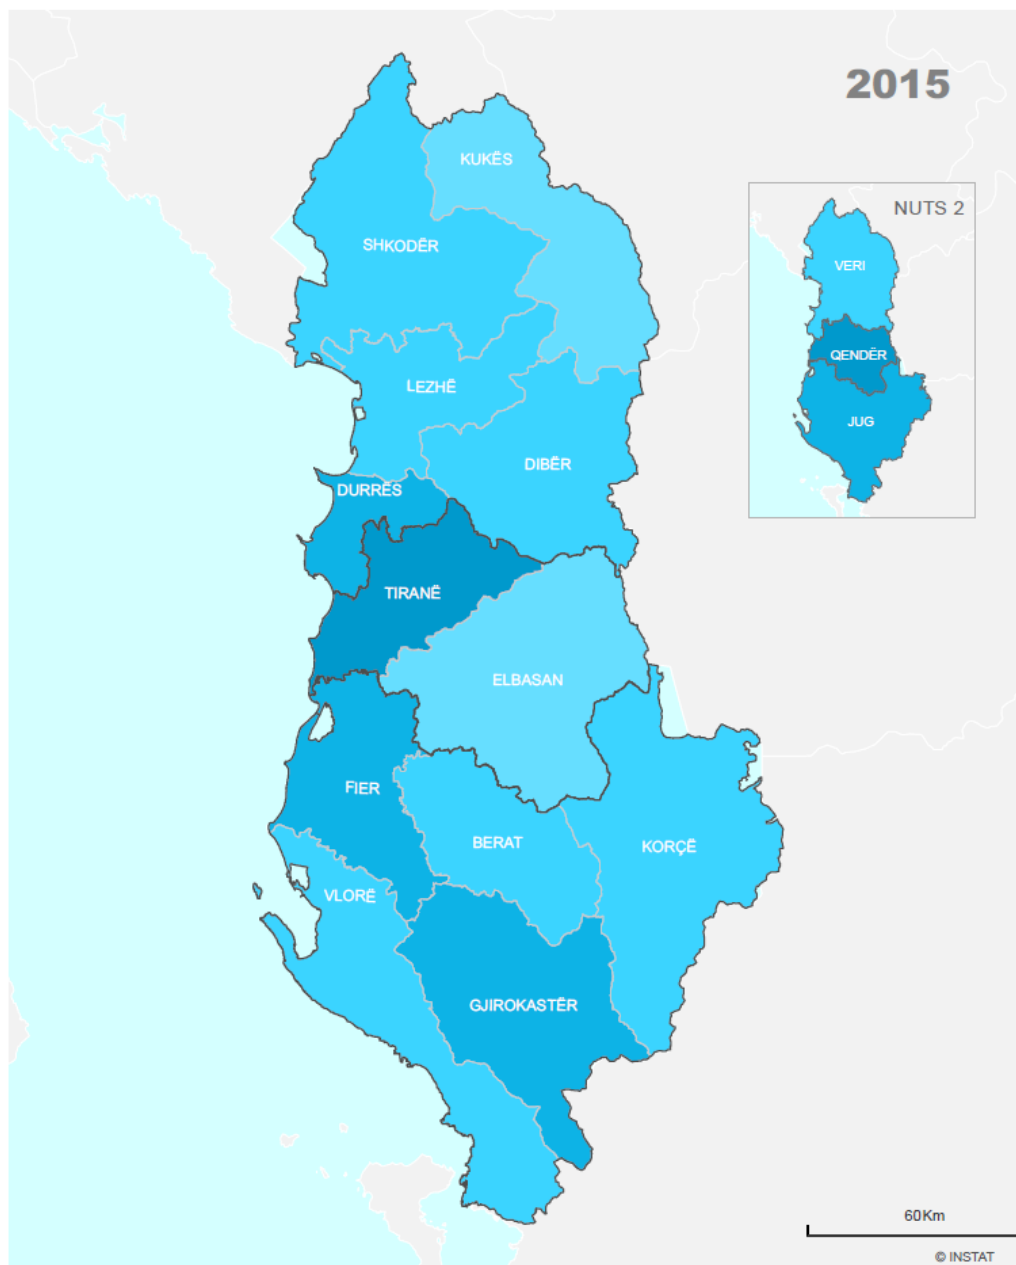 2015
KUKËS
NUTS 2
SHKODËR
VERI
QENDËR
LEZHË
JUG
DIBËR
DURRËS
TIRANË
ELBASAN
FIER
BERAT
KORÇË
VLORË
GJIROKASTËR
60Km
© INSTAT